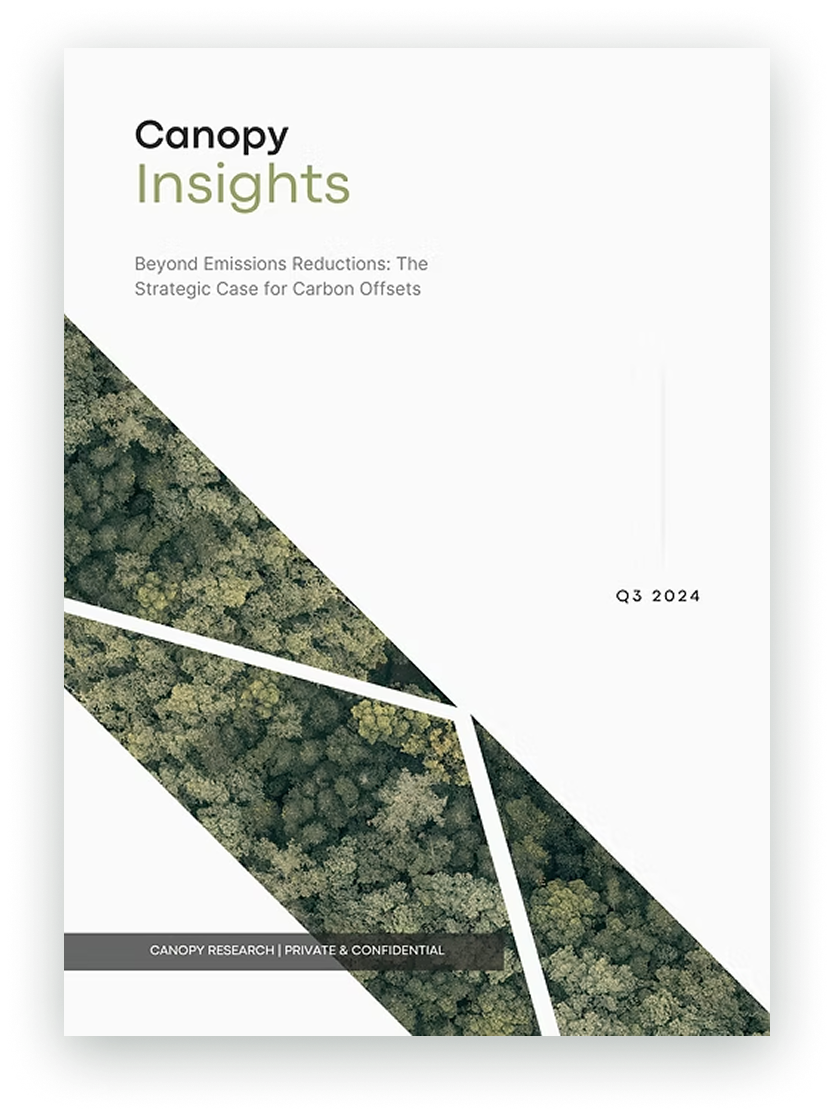 Canopy
Insights
Beyond Emissions Reductions: The
Strategic Case for Carbon Offsets
Q3 2024
CANOPY RESEARCH | PRIVATE & CONFIDENTIAL